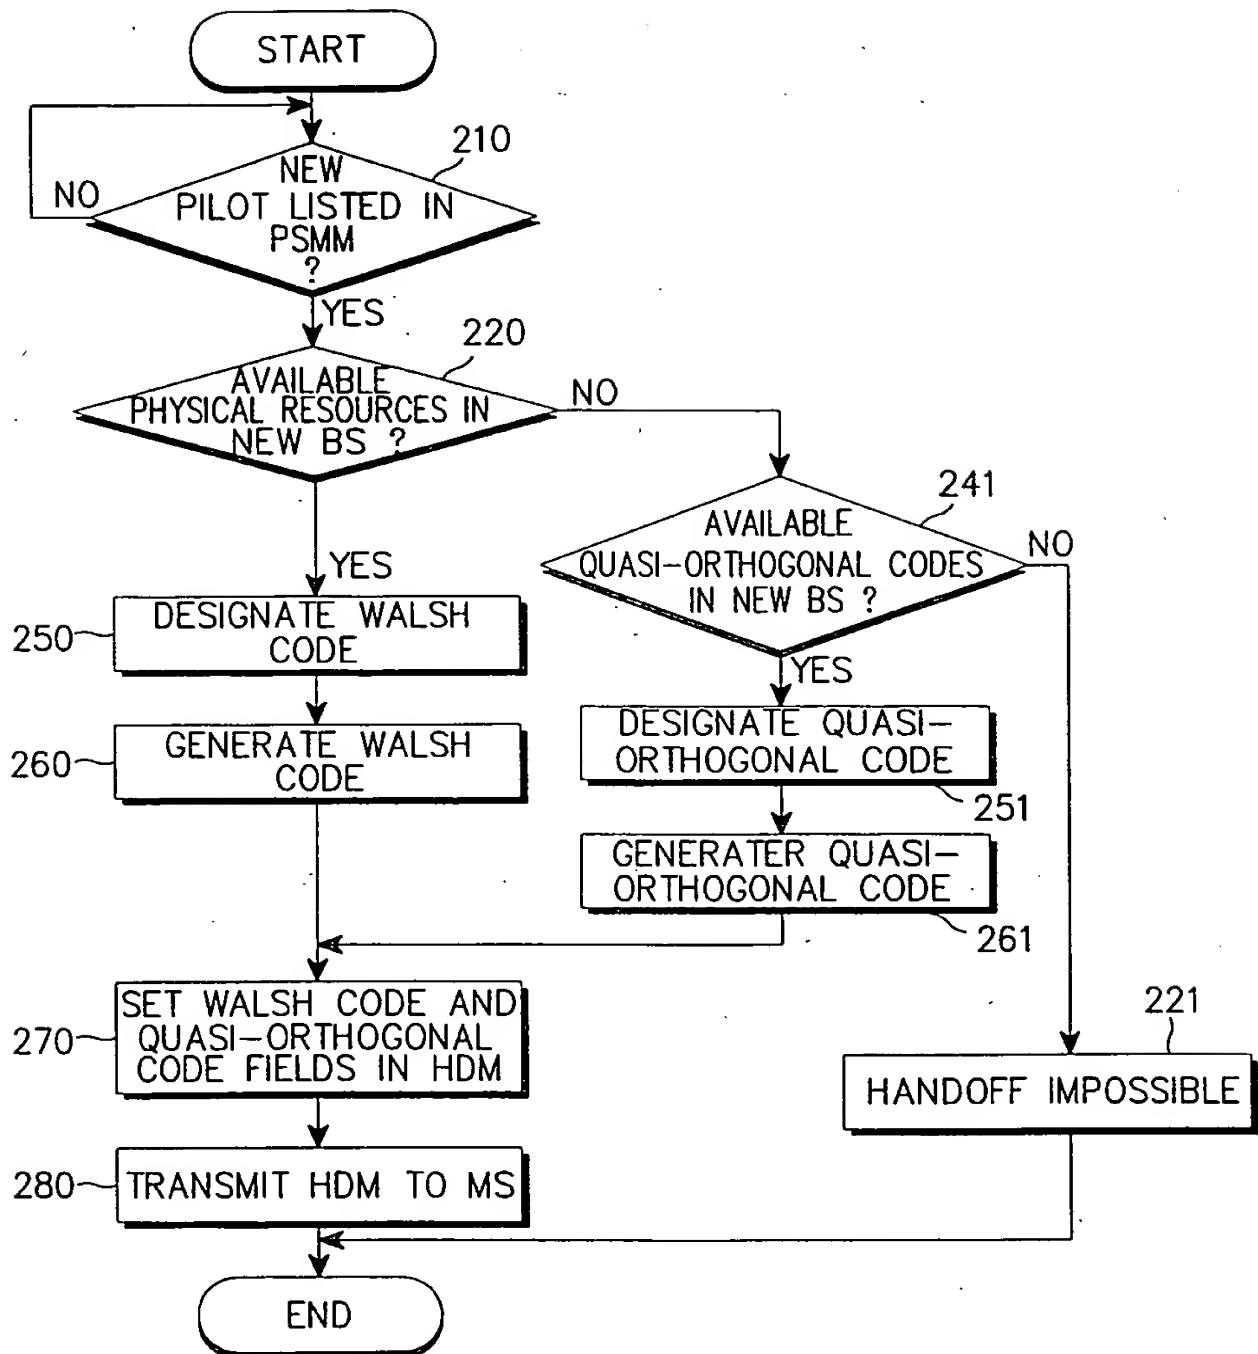 START
210
NEW
PILOT LISTED IN
PSMM
?
NO
YES
220
AVAILABLE
PHYSICAL RESOURCES IN
NEW BS ?
NO
YES
241
AVAILABLE
QUASI-ORTHOGONAL CODES
IN NEW BS ?
NO
YES
250
DESIGNATE WALSH
CODE
260
GENERATE WALSH
CODE
DESIGNATE QUASI-
ORTHOGONAL CODE
251
GENERATER QUASI-
ORTHOGONAL CODE
261
270
SET WALSH CODE AND
QUASI-ORTHOGONAL
CODE FIELDS IN HDM
221
HANDOFF IMPOSSIBLE
280
TRANSMIT HDM TO MS
END